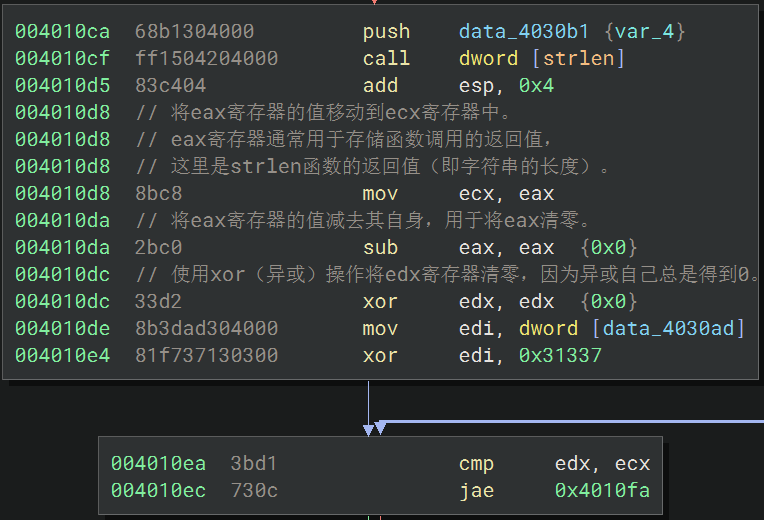 004010ca 68b1304000 push data_4030b1 {var_4}
004010cf ff1504204000 call dword [strlen]
004010d5 83c404 add esp, 0x4
004010d8 // 将eax寄存器的值移动到ecx寄存器中。
004010d8 // eax寄存器通常用于存储函数调用的返回值，
004010d8 // 这里是strlen函数的返回值（即字符串的长度）。
004010d8 8bc8 mov ecx, eax
004010da // 将eax寄存器的值减去其自身，用于将eax清零。
004010da 2bc0 sub eax, eax {0x0}
004010dc // 使用xor（异或）操作将edx寄存器清零，因为异或自己总是得到0。
004010dc 33d2 xor edx, edx {0x0}
004010de 8b3dad304000 mov edi, dword [data_4030ad]
004010e4 81f737130300 xor edi, 0x31337
004010ea 3bd1 cmp edx, ecx
004010ec 730c jae 0x4010fa